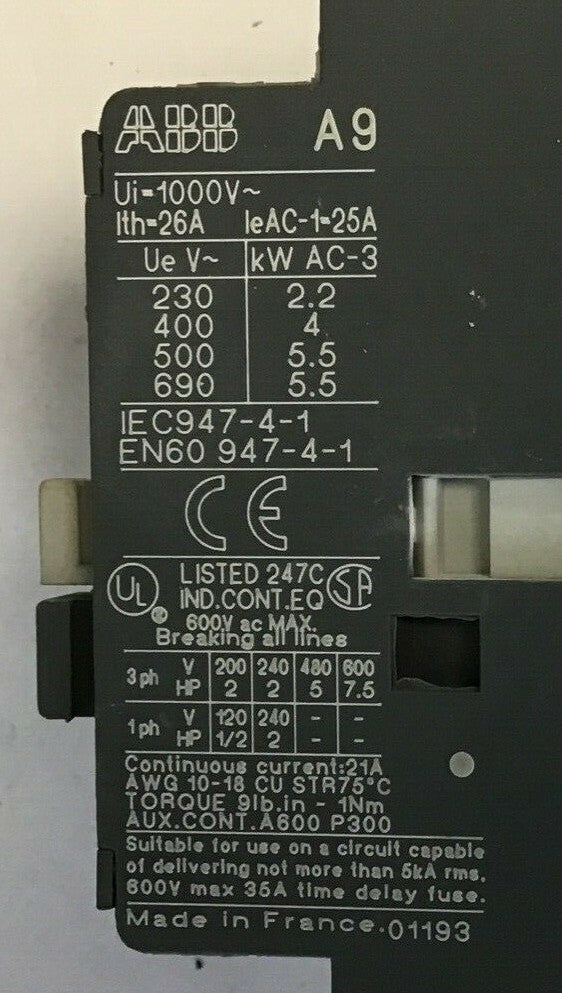 ABB A9
Ui=1000V~
Ith=26A IeAC-1=25A
Ue V~ kW AC-3
230 2.2
400 4
500 5.5
690 5.5
IEC947-4-1
EN60 947-4-1
CE
UL LISTED 247C SA
IND.CONT.EQ
600V ac MAX.
Breaking all lines
3ph V 200 240 480 600
HP 2 2 5 7.5
1ph V 120 240 - -
HP 1/2 2 - -
Continuous current:21A
AWG 10-18 CU STR75°C
TORQUE 9lb.in - 1Nm
AUX.CONT.A600 P300
Suitable for use on a circuit capable
of delivering not more than 5kA rms,
600V max 35A time delay fuse.
Made in France. 01193